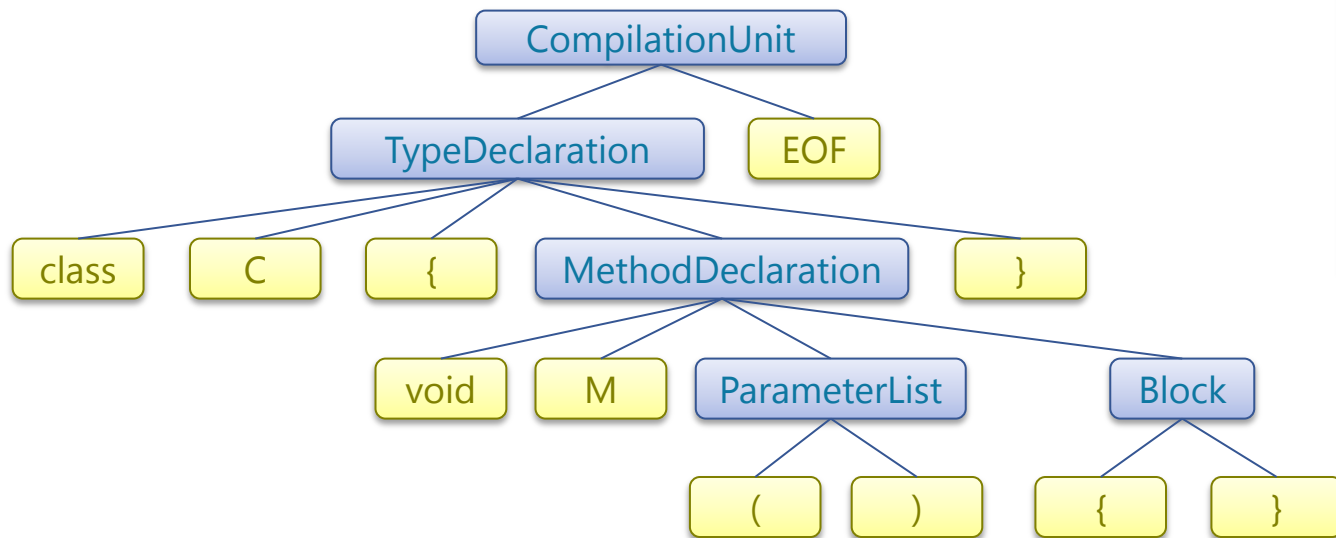 CompilationUnit
TypeDeclaration
EOF
class
C
{
MethodDeclaration
}
void
M
ParameterList
Block
(
)
{
}